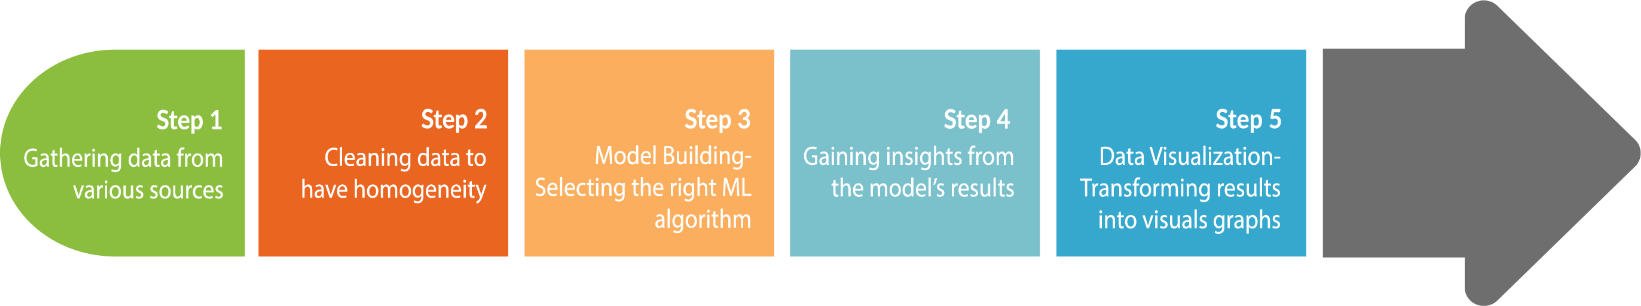 Step 1
Gathering data from
various sources
Step 2
Cleaning data to
have homogeneity
Step 3
Model Building-
Selecting the right ML
algorithm
Step 4
Gaining insights from
the model’s results
Step 5
Data Visualization-
Transforming results
into visuals graphs